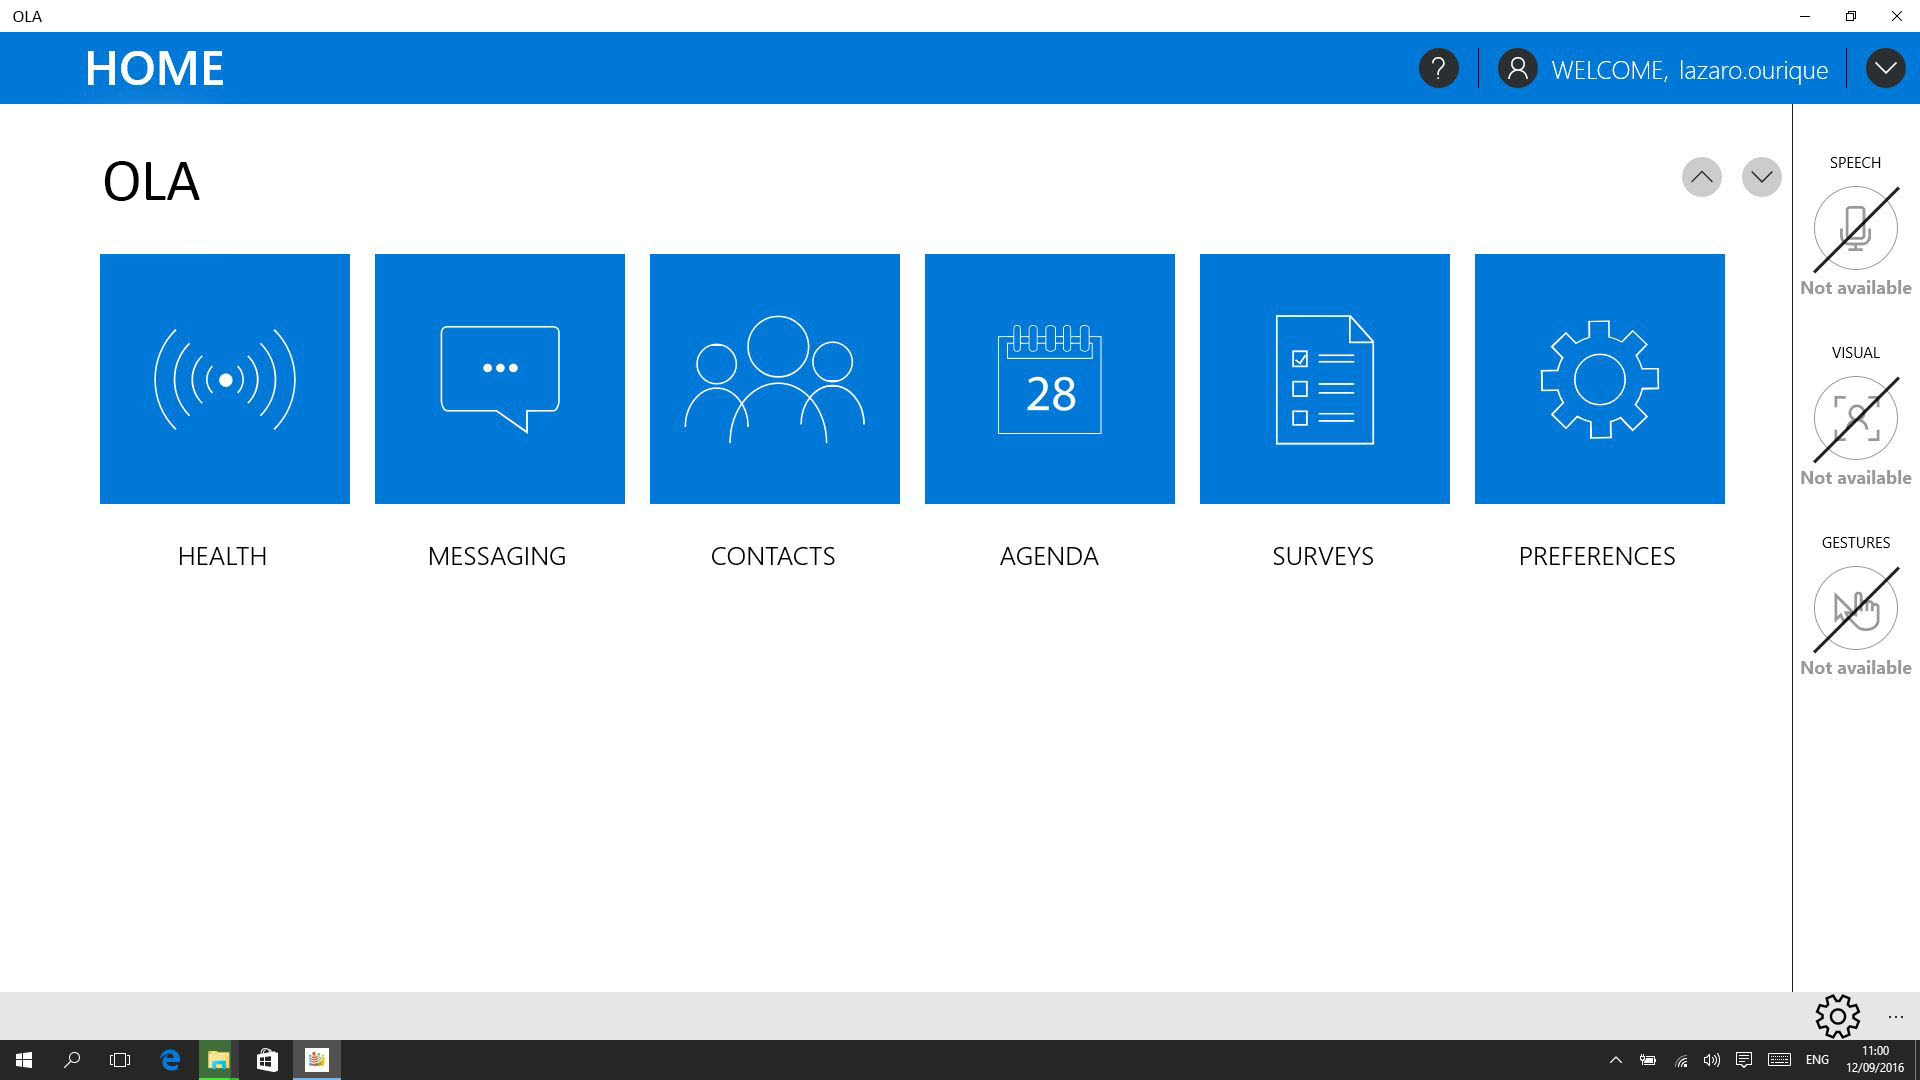 OLA
HOME
?
WELCOME, lazaro.ourique
OLA
SPEECH
Not available
VISUAL
Not available
GESTURES
Not available
28
HEALTH
MESSAGING
CONTACTS
AGENDA
SURVEYS
PREFERENCES
ENG
11:00
12/09/2016